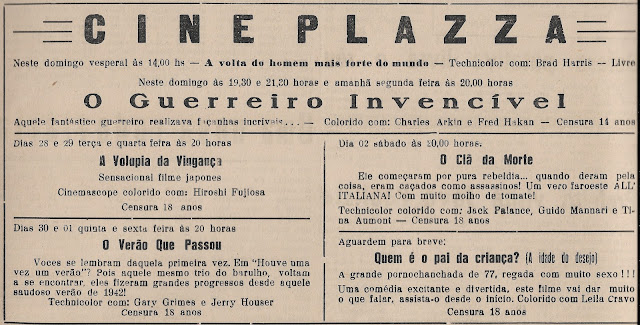 CINE PLAZZA
Neste domingo vesperal às 14,00 hs — A volta do homem mais forte do mundo — Technicolor com: Brad Harris — Livre
Neste domingo às 19,30 e 21,30 horas e amanhã segunda feira às 20,00 horas
O Guerreiro Invencível
Aquele fantástico guerreiro realizava façanhas incríveis... — Colorido com: Charles Arkin e Fred Hakan — Censura 14 anos
Dias 28 e 29 terça e quarta feira às 20 horas
A Volupia da Vingança
Sensacional filme japones
Cinemascope colorido com: Hiroshi Fujiosa
Censura 18 anos
Dias 30 e 01 quinta e sexta feira às 20 horas
O Verão Que Passou
Voces se lembram daquela primeira vez. Em "Houve uma
vez um verão"? Pois aquele mesmo trio do barulho, voltam
a se encontrar, eles fizeram grandes progressos desde aquele
saudoso verão de 1942!
Technicolor com: Gary Grimes e Jerry Houser
Censura 18 anos
Dia 02 sábado às 20,00 horas.
O Clã da Morte
Ele começaram por pura rebeldia... quando deram pela
coisa, eram caçados como assassinos! Um vero faroeste ALL'
ITALIANA! Com muito molho de tomate!
Technicolor colorido com: Jack Palance, Guido Mannari e Ti-
na Aumont — Censura 18 anos
Aguardem para breve:
Quem é o pai da criança? (A idade do desejo)
A grande pornochanchada de 77, regada com muito sexo!!!
Uma comédia excitante e divertida, este filme vai dar muito
o que falar, assista-o desde o inicio. Colorido com Leila Cravo
Censura 18 anos